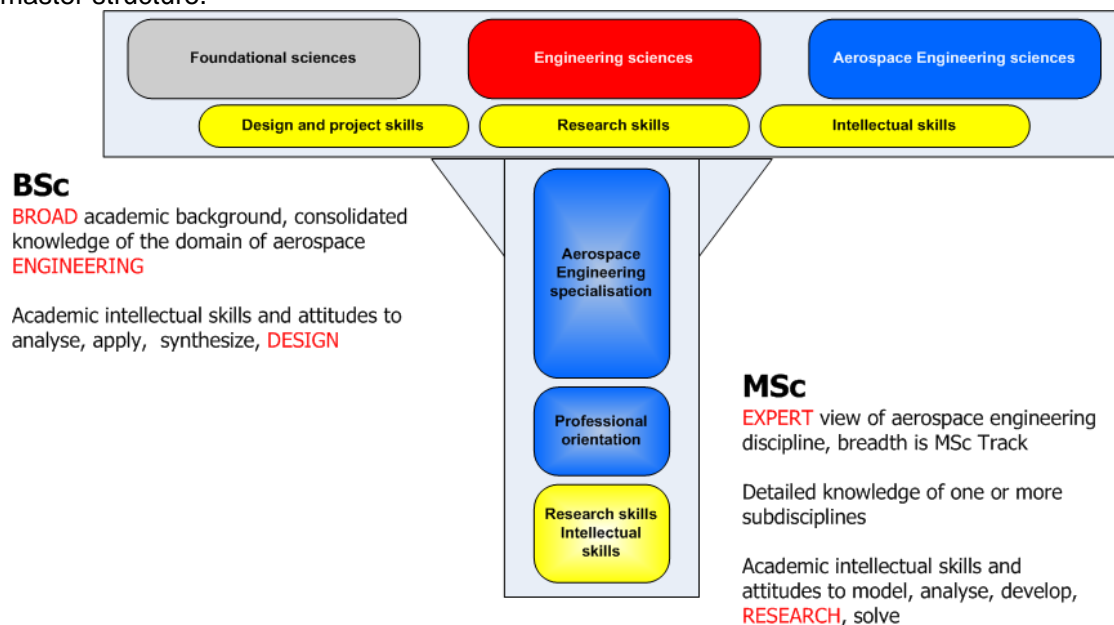 master structure.
Foundational sciences
Engineering sciences
Aerospace Engineering sciences
Design and project skills
Research skills
Intellectual skills
BSc
BROAD academic background, consolidated
knowledge of the domain of aerospace
ENGINEERING
Academic intellectual skills and attitudes to
analyse, apply, synthesize, DESIGN
Aerospace
Engineering
specialisation
Professional
orientation
Research skills
Intellectual
skills
MSc
EXPERT view of aerospace engineering
discipline, breadth is MSc Track
Detailed knowledge of one or more
subdisciplines
Academic intellectual skills and
attitudes to model, analyse, develop,
RESEARCH, solve